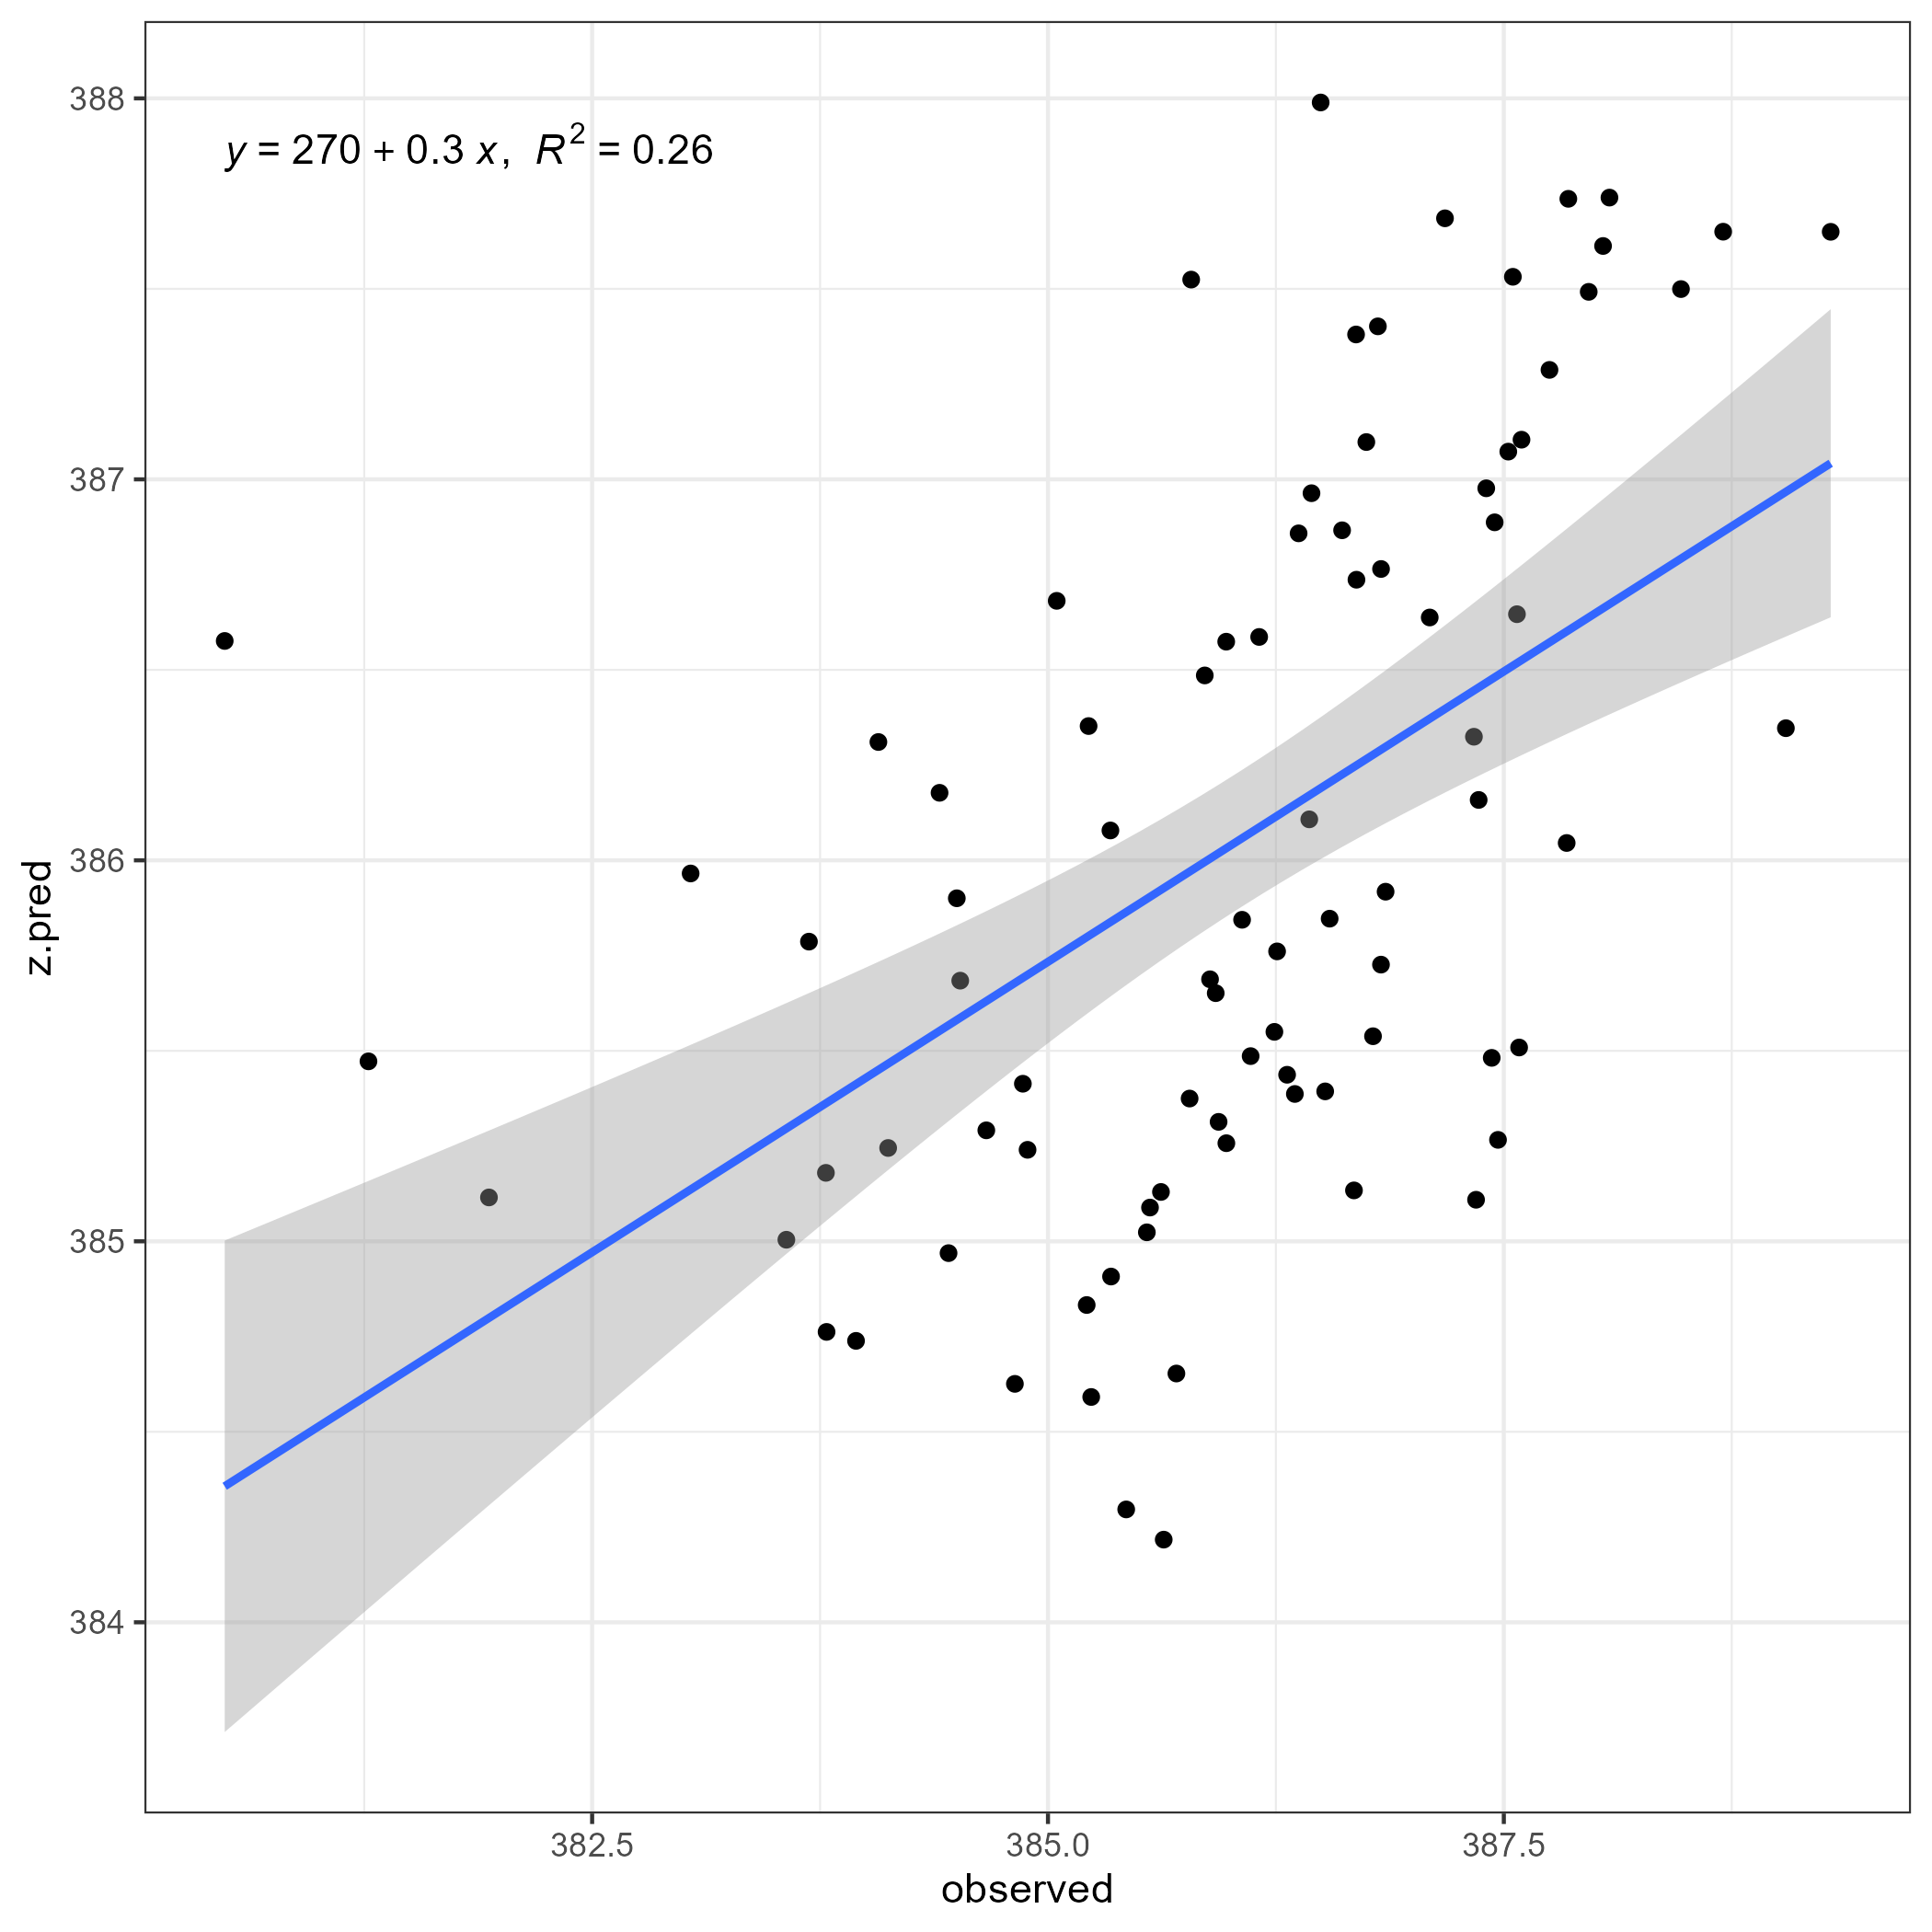 y = 270 + 0.3 x, R² = 0.26
388
387
386
385
384
z.pred
382.5 385.0 387.5
observed